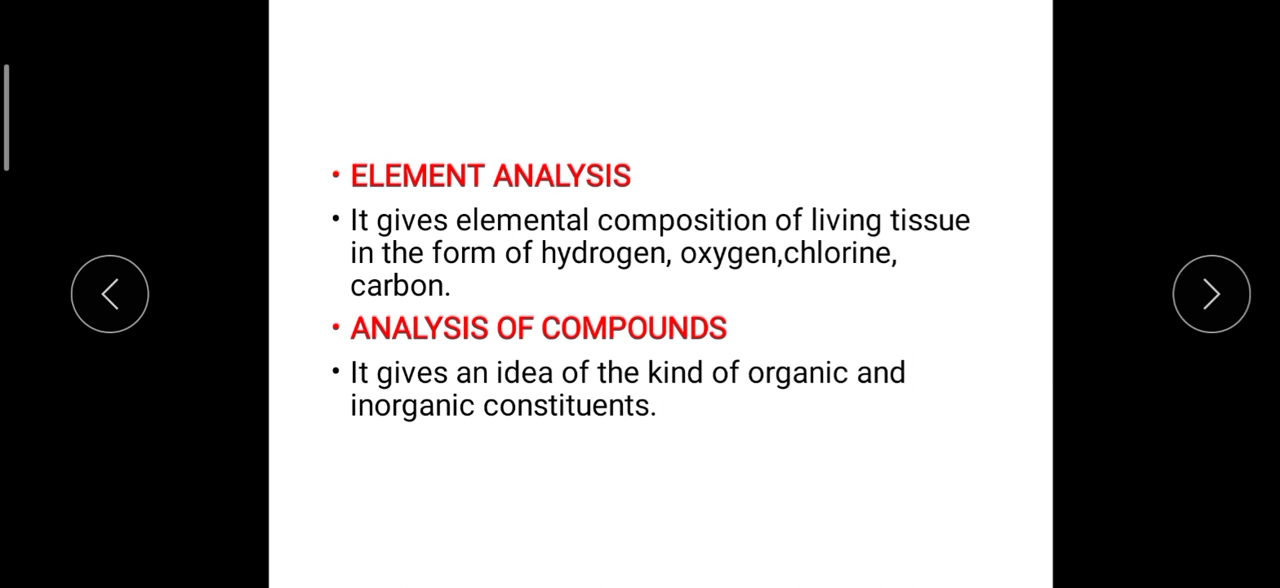 • ELEMENT ANALYSIS
• It gives elemental composition of living tissue
in the form of hydrogen, oxygen,chlorine,
carbon.
• ANALYSIS OF COMPOUNDS
• It gives an idea of the kind of organic and
inorganic constituents.